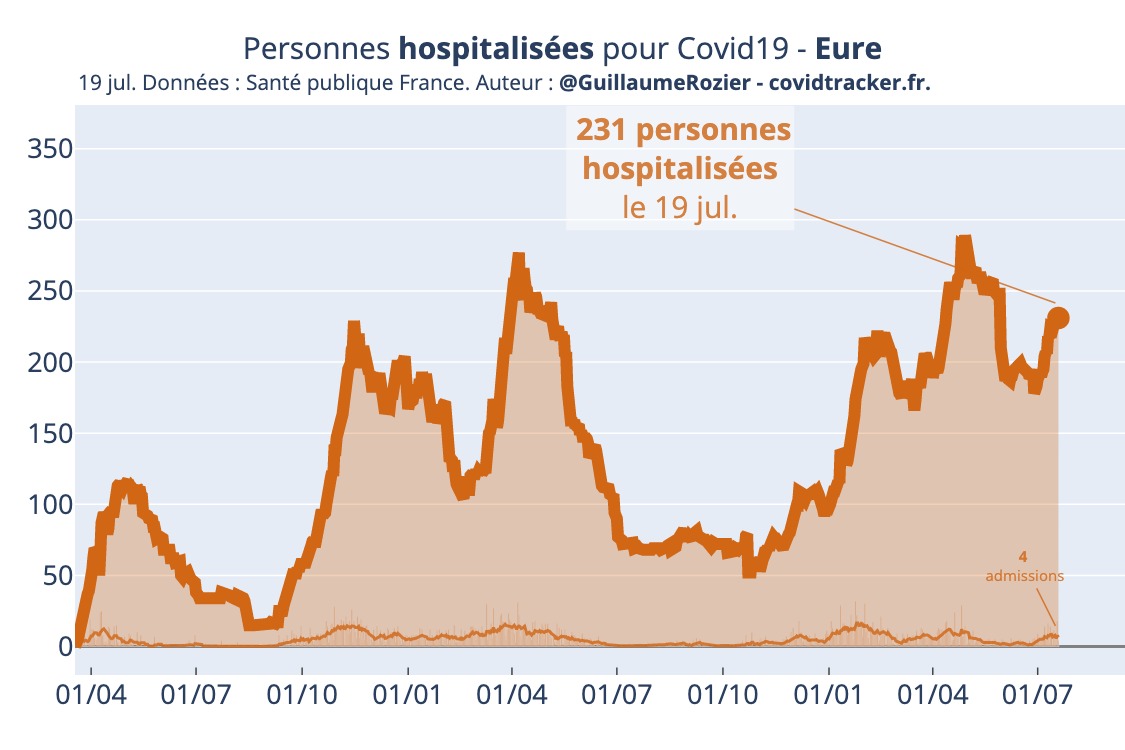 Personnes hospitalisées pour Covid19 - Eure
19 jul. Données : Santé publique France. Auteur : @GuillaumeRozier - covidtracker.fr.
231 personnes
hospitalisées
le 19 jul.
350
300
250
200
150
100
50
0
4
admissions
01/04 01/07 01/10 01/01 01/04 01/07 01/10 01/01 01/04 01/07